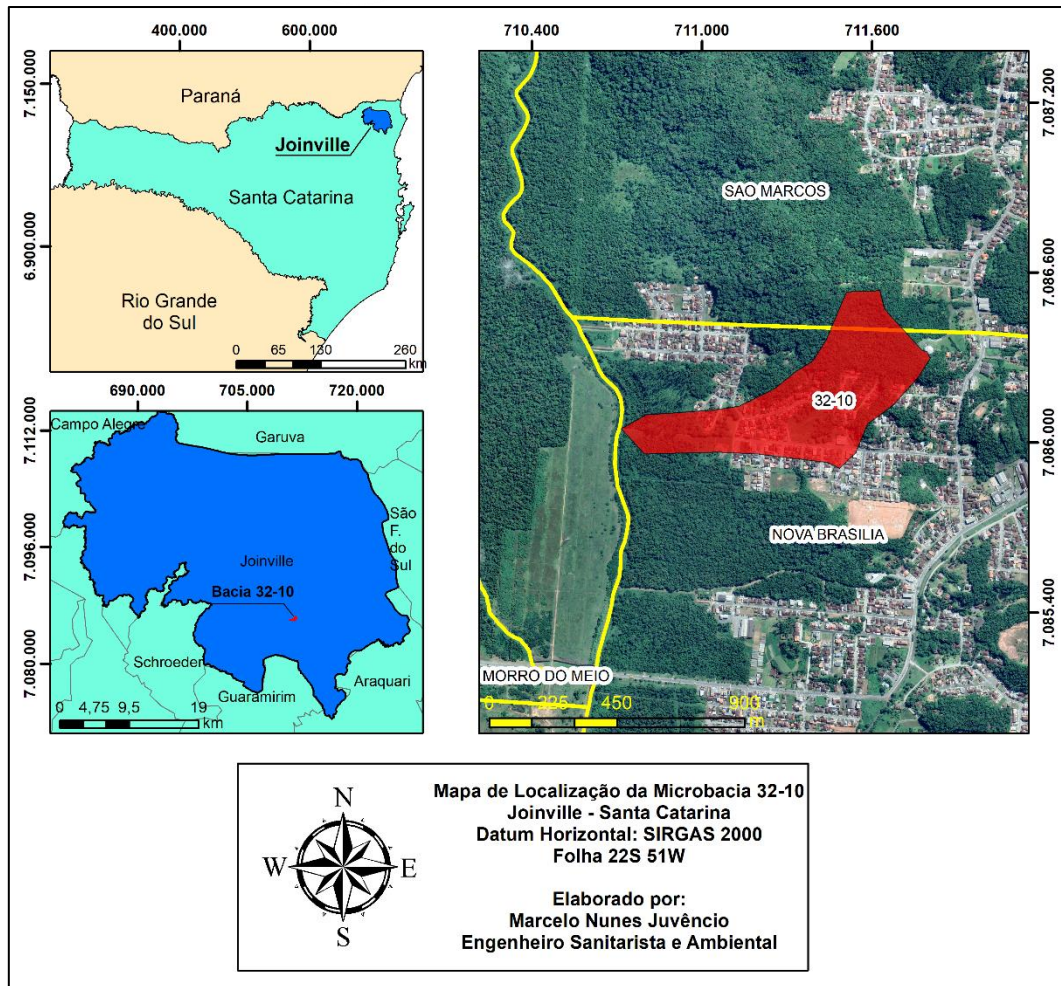 400.000
600.000
7.150.000
6.900.000
Paraná
Joinville
Santa Catarina
Rio Grande
do Sul
0 65 130 260
km
690.000
705.000
720.000
7.112.000
7.096.000
7.080.000
Campo Alegre
Garuva
São
F.
do
Sul
Joinville
Bacia 32-10
Schroeder
Guaramirim
Araquari
0 4,75 9,5 19
km
710.400
711.000
711.600
7.087.200
7.086.600
7.086.000
7.085.400
SAO MARCOS
32-10
NOVA BRASILIA
MORRO DO MEIO
0 225 450 900
m
N
W E
S
Mapa de Localização da Microbacia 32-10
Joinville - Santa Catarina
Datum Horizontal: SIRGAS 2000
Folha 22S 51W
Elaborado por:
Marcelo Nunes Juvêncio
Engenheiro Sanitarista e Ambiental